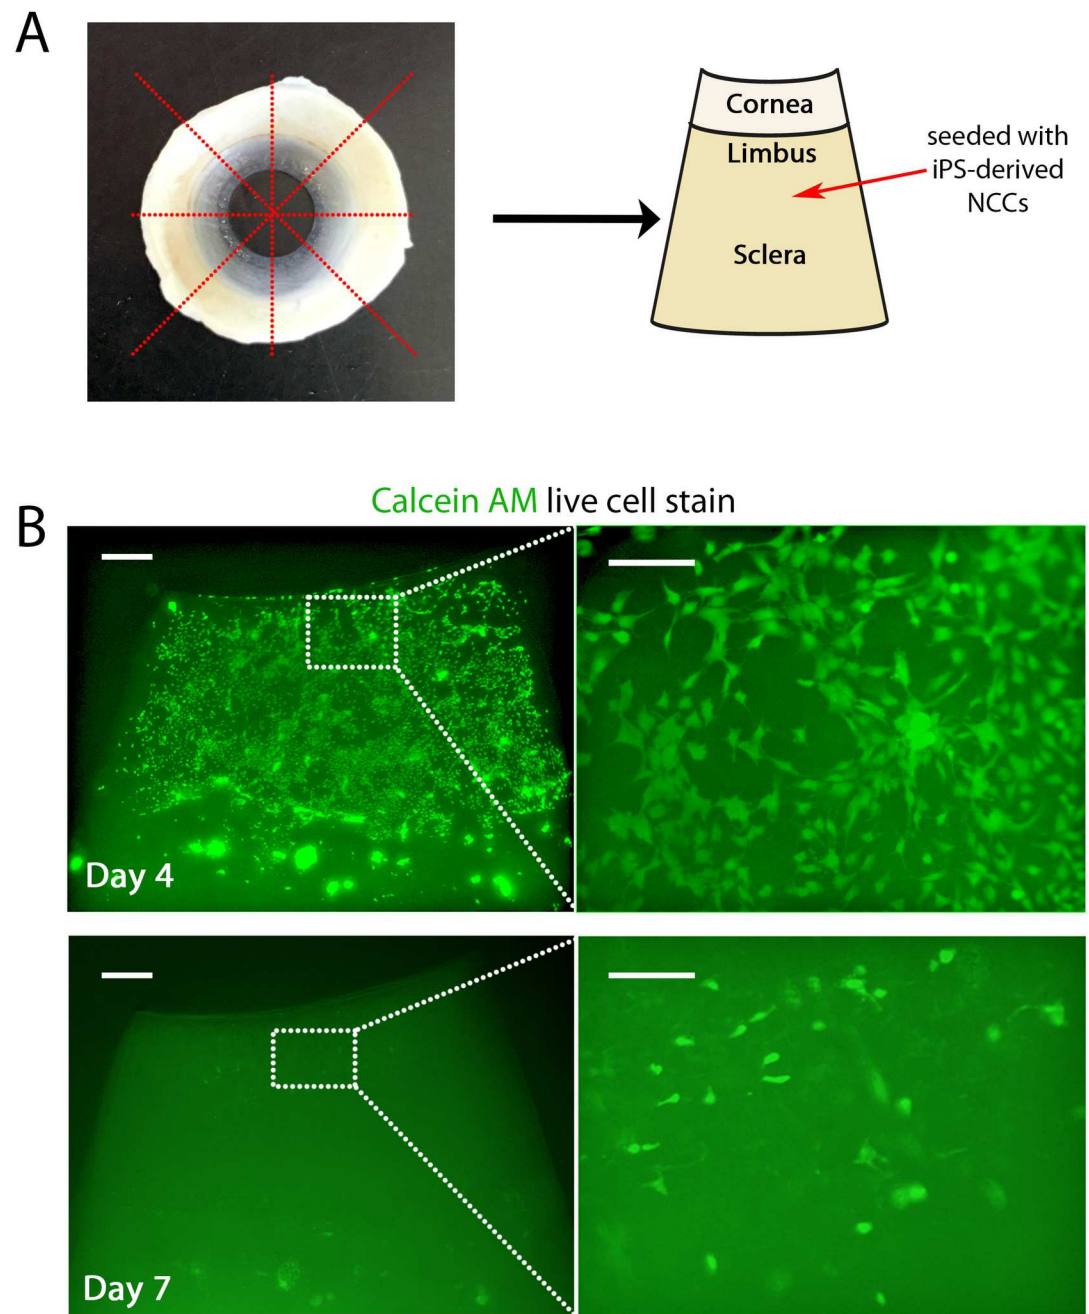 A
Cornea
Limbus
Sclera
seeded with
iPS-derived
NCCs
Calcein AM live cell stain
B
Day 4
Day 7